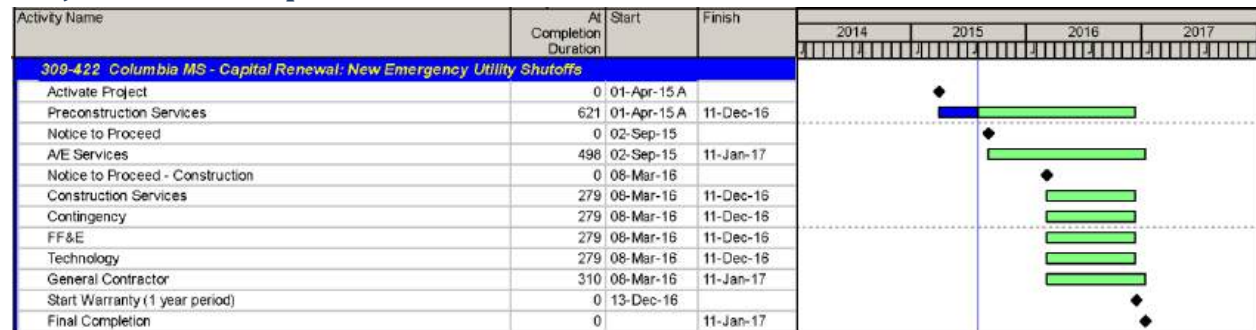 Activity Name At Completion Duration Start Finish
2014 2015 2016 2017
J J J J
309-422 Columbia MS - Capital Renewal: New Emergency Utility Shutoffs
Activate Project 0 01-Apr-15 A
Preconstruction Services 621 01-Apr-15 A 11-Dec-16
Notice to Proceed 0 02-Sep-15
A/E Services 498 02-Sep-15 11-Jan-17
Notice to Proceed - Construction 0 08-Mar-16
Construction Services 279 08-Mar-16 11-Dec-16
Contingency 279 08-Mar-16 11-Dec-16
FF&E 279 08-Mar-16 11-Dec-16
Technology 279 08-Mar-16 11-Dec-16
General Contractor 310 08-Mar-16 11-Jan-17
Start Warranty (1 year period) 0 13-Dec-16
Final Completion 0 11-Jan-17